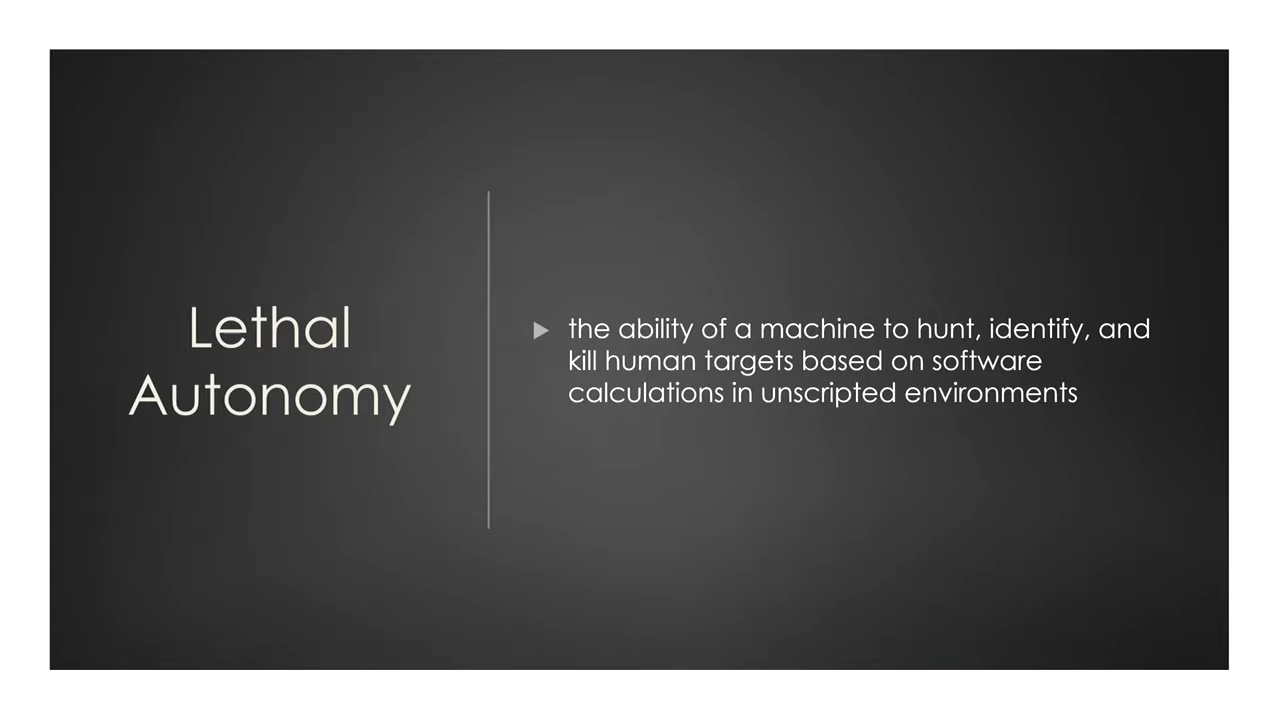 Lethal
Autonomy
the ability of a machine to hunt, identify, and
kill human targets based on software
calculations in unscripted environments